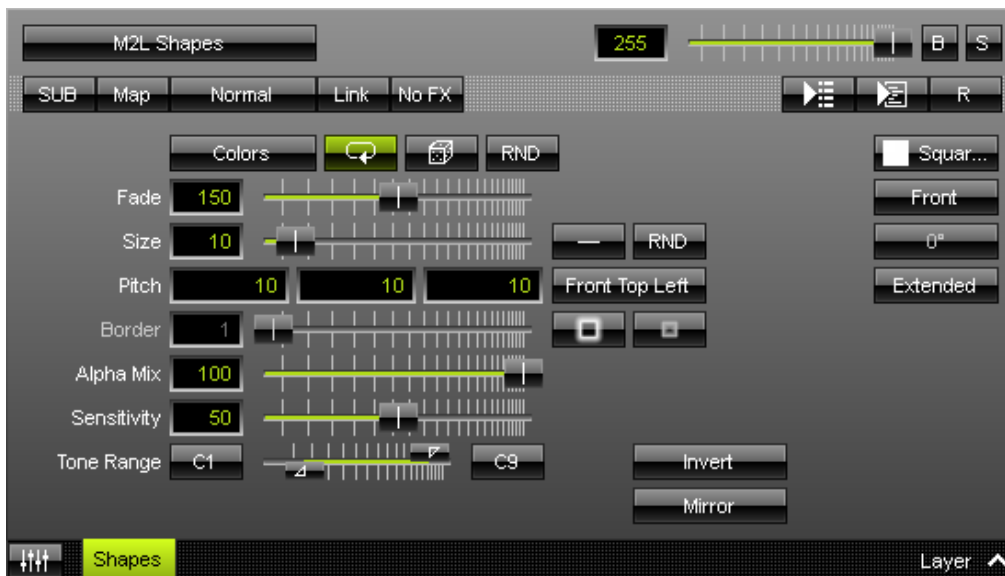 M2L Shapes 255 B S
SUB Map Normal Link No FX R
Colors RND Squar...
Fade 150 Front
Size 10 RND 0°
Pitch 10 10 10 Front Top Left Extended
Border 1
Alpha Mix 100
Sensitivity 50
Tone Range C1 C9 Invert
Mirror
Shapes Layer